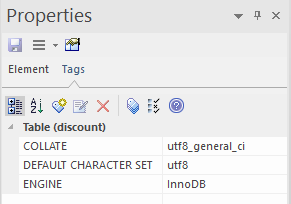 Properties
Element Tags
Table (discount)
COLLATE utf8_general_ci
DEFAULT CHARACTER SET utf8
ENGINE InnoDB